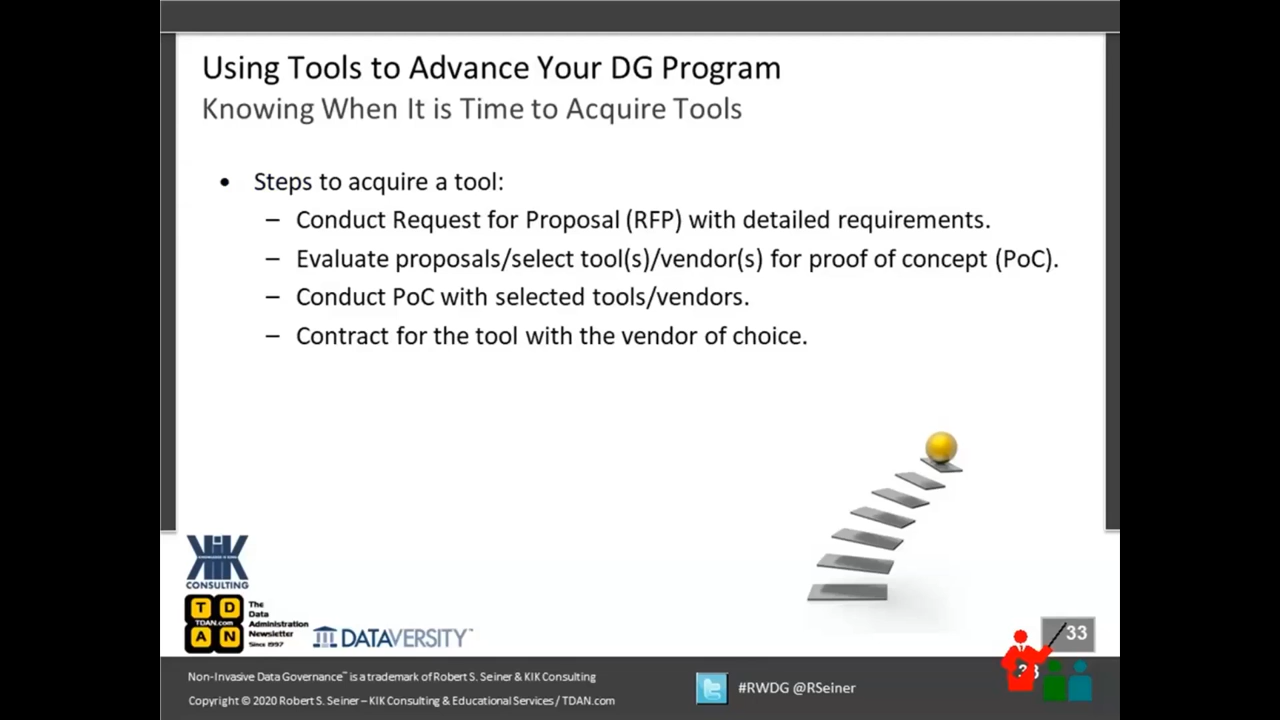 Using Tools to Advance Your DG Program
Knowing When It is Time to Acquire Tools
• Steps to acquire a tool:
– Conduct Request for Proposal (RFP) with detailed requirements.
– Evaluate proposals/select tool(s)/vendor(s) for proof of concept (PoC).
– Conduct PoC with selected tools/vendors.
– Contract for the tool with the vendor of choice.
KIK
CONSULTING
T D
TDAN.com
A N
The
Data
Administration
Newsletter
Since 1997
DATAVERSITY™
33
Non-Invasive Data Governance™ is a trademark of Robert S. Seiner & KIK Consulting
Copyright © 2020 Robert S. Seiner – KIK Consulting & Educational Services / TDAN.com
#RWDG @RSeiner